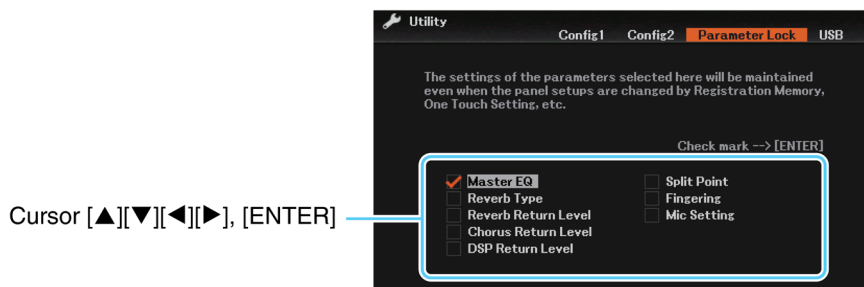 Utility
Config1 Config2 Parameter Lock USB
The settings of the parameters selected here will be maintained
even when the panel setups are changed by Registration Memory,
One Touch Setting, etc.
Check mark --> [ENTER]
Master EQ Split Point
Reverb Type Fingering
Reverb Return Level Mic Setting
Chorus Return Level
DSP Return Level
Cursor [▲][▼][◀][▶], [ENTER]